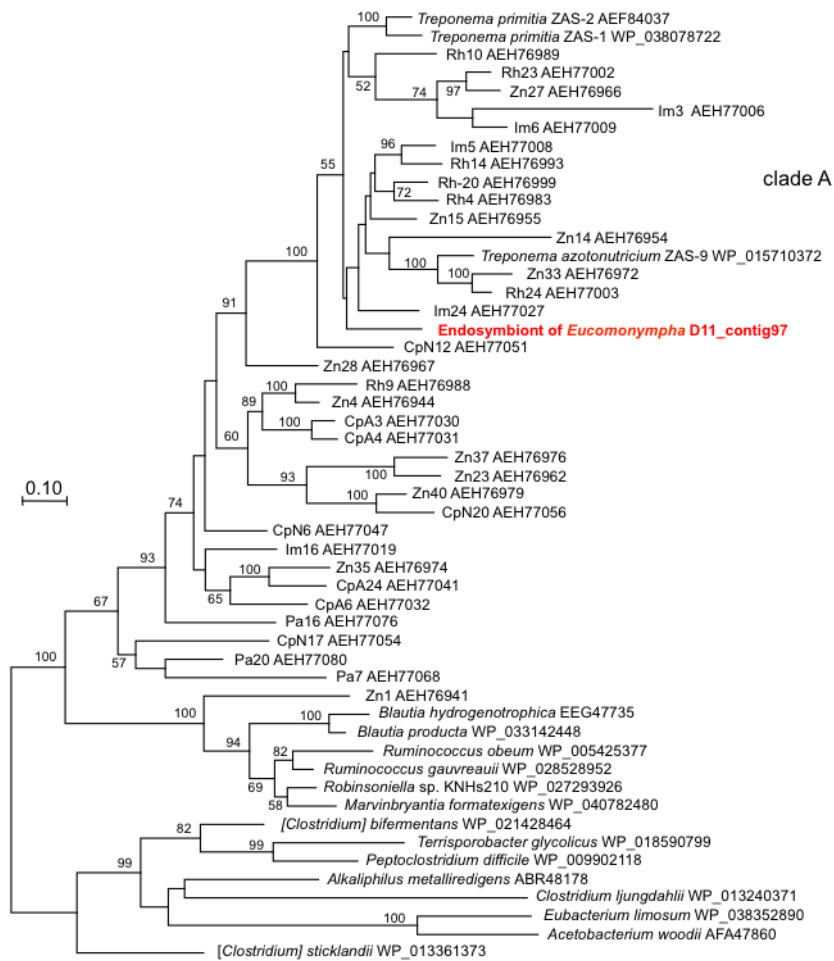 100
Treponema primitia ZAS-2 AEF84037
Treponema primitia ZAS-1 WP_038078722
Rh10 AEH76989
52
Rh23 AEH77002
74
97
Zn27 AEH76966
Im3 AEH77006
Im6 AEH77009
55
96
Im5 AEH77008
Rh14 AEH76993
clade A
Rh-20 AEH76999
72
Rh4 AEH76983
Zn15 AEH76955
Zn14 AEH76954
100
Treponema azotonutricium ZAS-9 WP_015710372
100
Zn33 AEH76972
Rh24 AEH77003
100
Im24 AEH77027
Endosymbiont of Eucomonympha D11_contig97
CpN12 AEH77051
91
Zn28 AEH76967
100
Rh9 AEH76988
89
Zn4 AEH76944
100
CpA3 AEH77030
CpA4 AEH77031
60
Zn37 AEH76976
100
Zn23 AEH76962
93
0.10
100
Zn40 AEH76979
CpN20 AEH77056
74
CpN6 AEH77047
Im16 AEH77019
93
100
Zn35 AEH76974
CpA24 AEH77041
65
CpA6 AEH77032
67
Pa16 AEH77076
CpN17 AEH77054
57
Pa20 AEH77080
100
Pa7 AEH77068
Zn1 AEH76941
100
100
Blautia hydrogenotrophica EEG47735
Blautia producta WP_033142448
94
82
Ruminococcus obeum WP_005425377
Ruminococcus gauvreauii WP_028528952
69
Robinsoniella sp. KNHs210 WP_027293926
58
Marvinbryantia formatexigens WP_040782480
82
[Clostridium] bifermentans WP_021428464
99
Terrisporobacter glycolicus WP_018590799
99
Peptoclostridium difficile WP_009902118
Alkaliphilus metalliredigens ABR48178
Clostridium ljungdahlii WP_013240371
100
Eubacterium limosum WP_038352890
Acetobacterium woodii AFA47860
[Clostridium] sticklandii WP_013361373